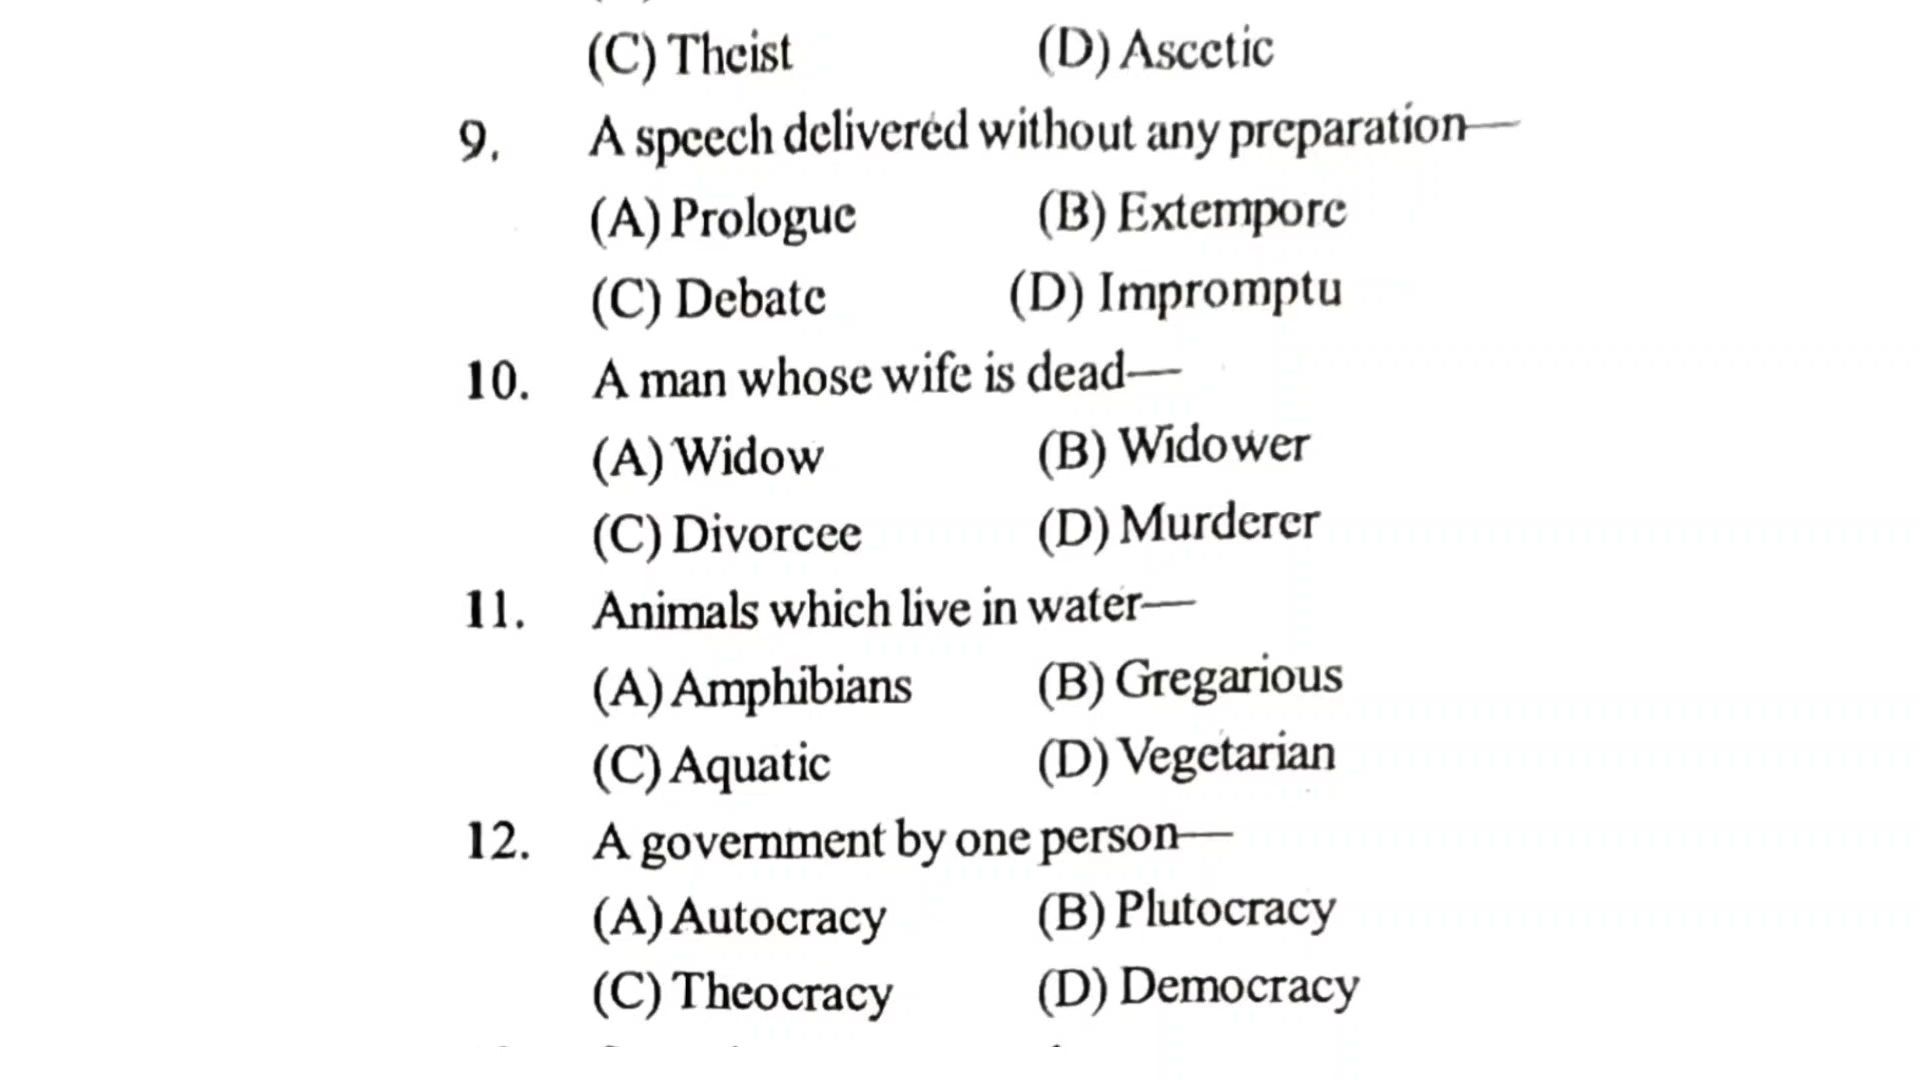 (C) Theist (D) Ascetic
9. A speech delivered without any preparation—
(A) Prologue (B) Extempore
(C) Debate (D) Impromptu
10. A man whose wife is dead—
(A) Widow (B) Widower
(C) Divorcee (D) Murderer
11. Animals which live in water—
(A) Amphibians (B) Gregarious
(C) Aquatic (D) Vegetarian
12. A government by one person—
(A) Autocracy (B) Plutocracy
(C) Theocracy (D) Democracy